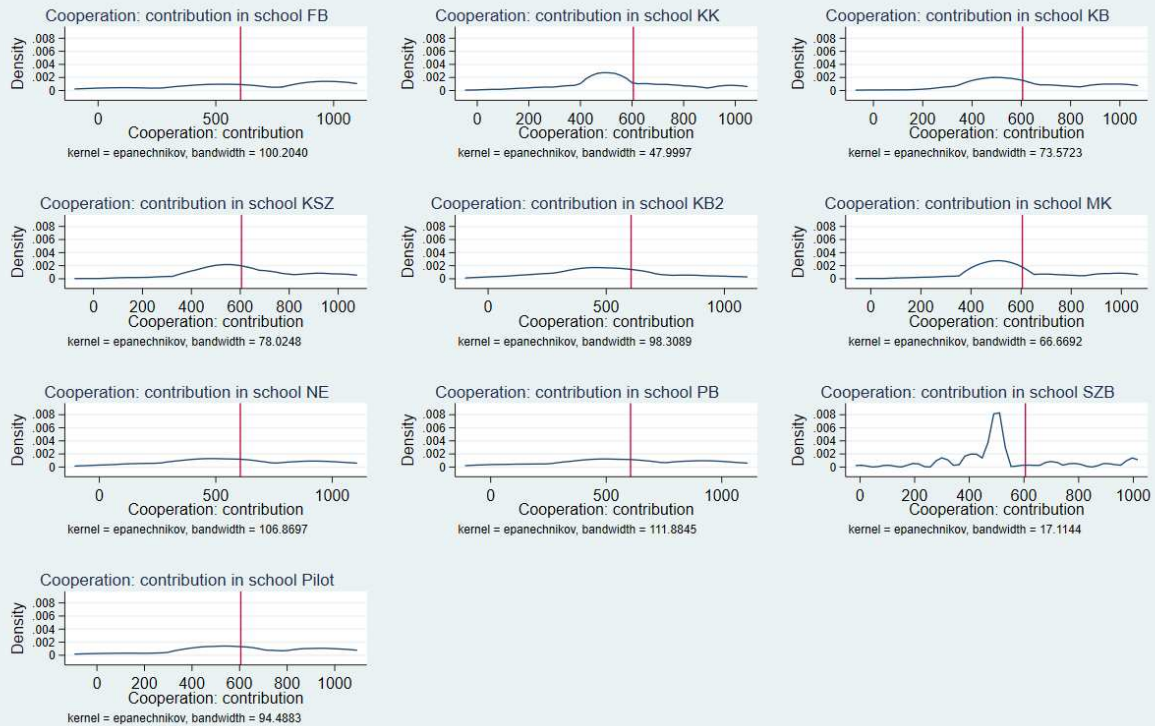 Cooperation: contribution in school FB
Density
.008
.006
.004
.002
0
0 500 1000
Cooperation: contribution
kernel = epanechnikov, bandwidth = 100.2040
Cooperation: contribution in school KK
Density
.008
.006
.004
.002
0
0 200 400 600 800 1000
Cooperation: contribution
kernel = epanechnikov, bandwidth = 47.9997
Cooperation: contribution in school KB
Density
.008
.006
.004
.002
0
0 200 400 600 800 1000
Cooperation: contribution
kernel = epanechnikov, bandwidth = 73.5723
Cooperation: contribution in school KSZ
Density
.008
.006
.004
.002
0
0 200 400 600 800 1000
Cooperation: contribution
kernel = epanechnikov, bandwidth = 78.0248
Cooperation: contribution in school KB2
Density
.008
.006
.004
.002
0
0 500 1000
Cooperation: contribution
kernel = epanechnikov, bandwidth = 98.3089
Cooperation: contribution in school MK
Density
.008
.006
.004
.002
0
0 200 400 600 800 1000
Cooperation: contribution
kernel = epanechnikov, bandwidth = 66.6692
Cooperation: contribution in school NE
Density
.008
.006
.004
.002
0
0 500 1000
Cooperation: contribution
kernel = epanechnikov, bandwidth = 106.8697
Cooperation: contribution in school PB
Density
.008
.006
.004
.002
0
0 500 1000
Cooperation: contribution
kernel = epanechnikov, bandwidth = 111.8845
Cooperation: contribution in school SZB
Density
.008
.006
.004
.002
0
0 200 400 600 800 1000
Cooperation: contribution
kernel = epanechnikov, bandwidth = 17.1144
Cooperation: contribution in school Pilot
Density
.008
.006
.004
.002
0
0 200 400 600 800 1000
Cooperation: contribution
kernel = epanechnikov, bandwidth = 94.4883